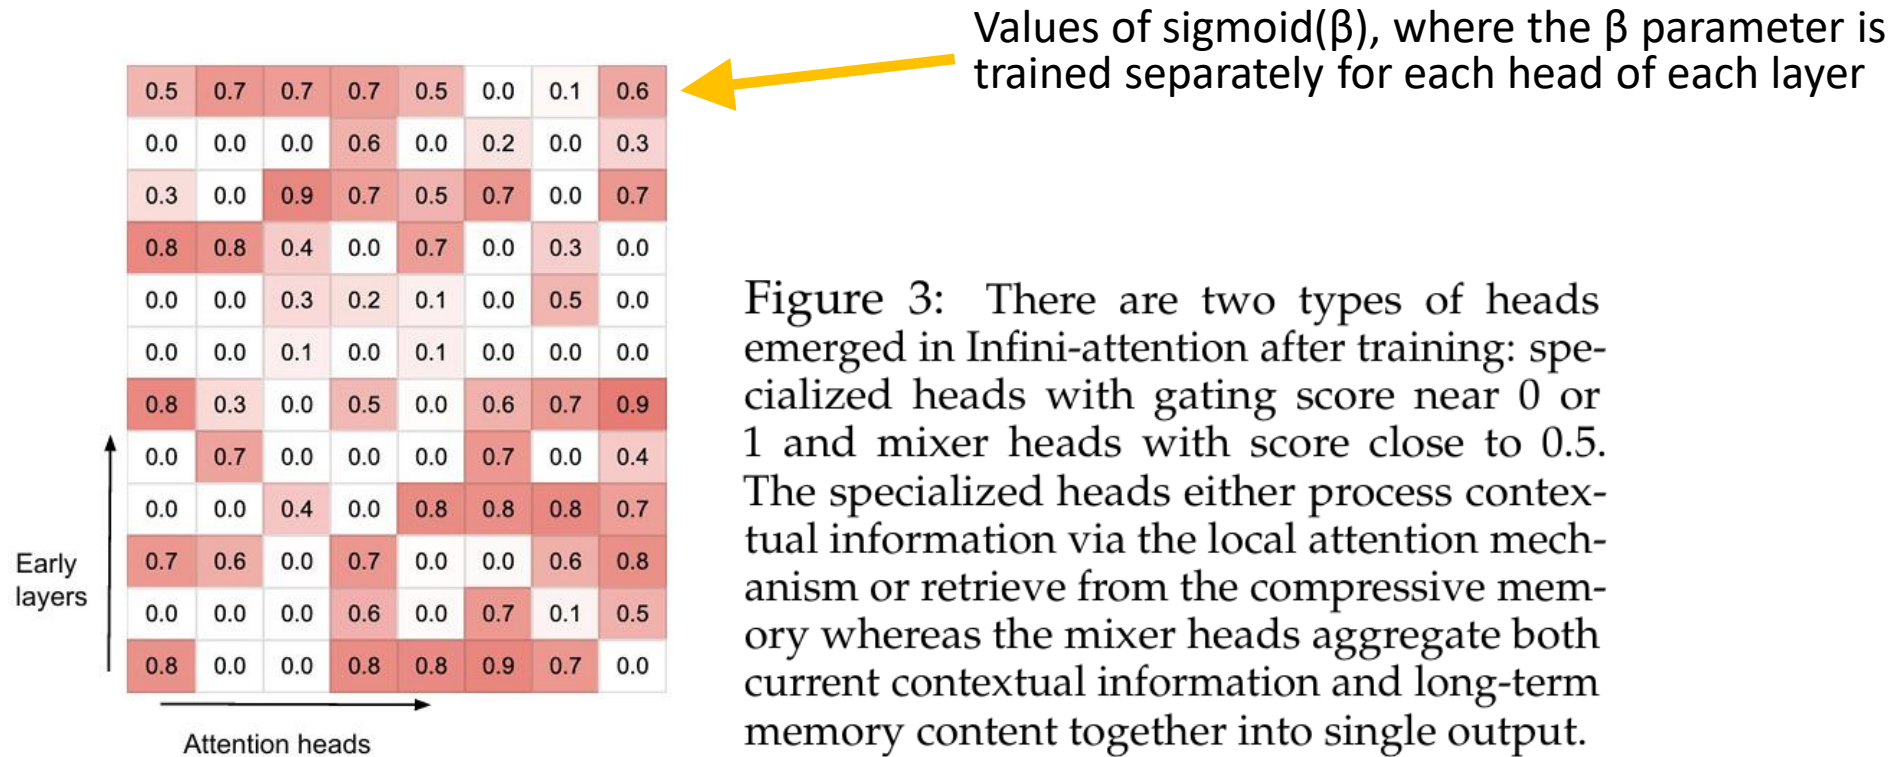 Values of sigmoid(β), where the β parameter is
trained separately for each head of each layer
0.5 0.7 0.7 0.7 0.5 0.0 0.1 0.6
0.0 0.0 0.0 0.6 0.0 0.2 0.0 0.3
0.3 0.0 0.9 0.7 0.5 0.7 0.0 0.7
0.8 0.8 0.4 0.0 0.7 0.0 0.3 0.0
0.0 0.0 0.3 0.2 0.1 0.0 0.5 0.0
0.0 0.0 0.1 0.0 0.1 0.0 0.0 0.0
0.8 0.3 0.0 0.5 0.0 0.6 0.7 0.9
0.0 0.7 0.0 0.0 0.0 0.7 0.0 0.4
0.0 0.0 0.4 0.0 0.8 0.8 0.8 0.7
0.7 0.6 0.0 0.7 0.0 0.0 0.6 0.8
0.0 0.0 0.0 0.6 0.0 0.7 0.1 0.5
0.8 0.0 0.0 0.8 0.8 0.9 0.7 0.0
Early
layers
Attention heads
Figure 3: There are two types of heads
emerged in Infini-attention after training: spe-
cialized heads with gating score near 0 or
1 and mixer heads with score close to 0.5.
The specialized heads either process contex-
tual information via the local attention mech-
anism or retrieve from the compressive mem-
ory whereas the mixer heads aggregate both
current contextual information and long-term
memory content together into single output.